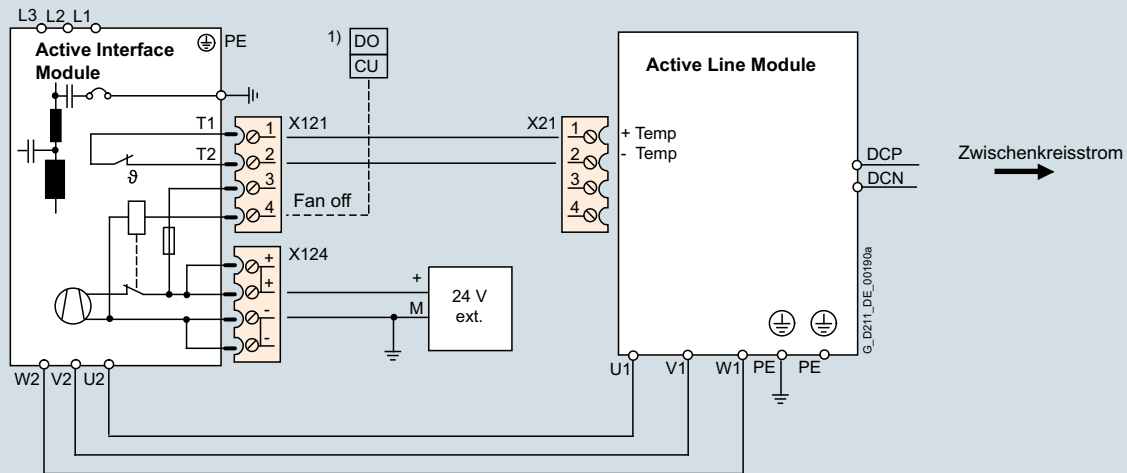 L3 L2 L1
Active Interface
Module
PE
1) DO
CU
Active Line Module
T1
T2
ϑ
1
2
3
4
X121
X21
1
2
3
4
+ Temp
- Temp
DCP
DCN
Zwischenkreisstrom
Fan off
+
+
-
-
X124
+
M
24 V
ext.
G_D211_DE_00190a
W2 V2 U2
U1 V1 W1 PE PE